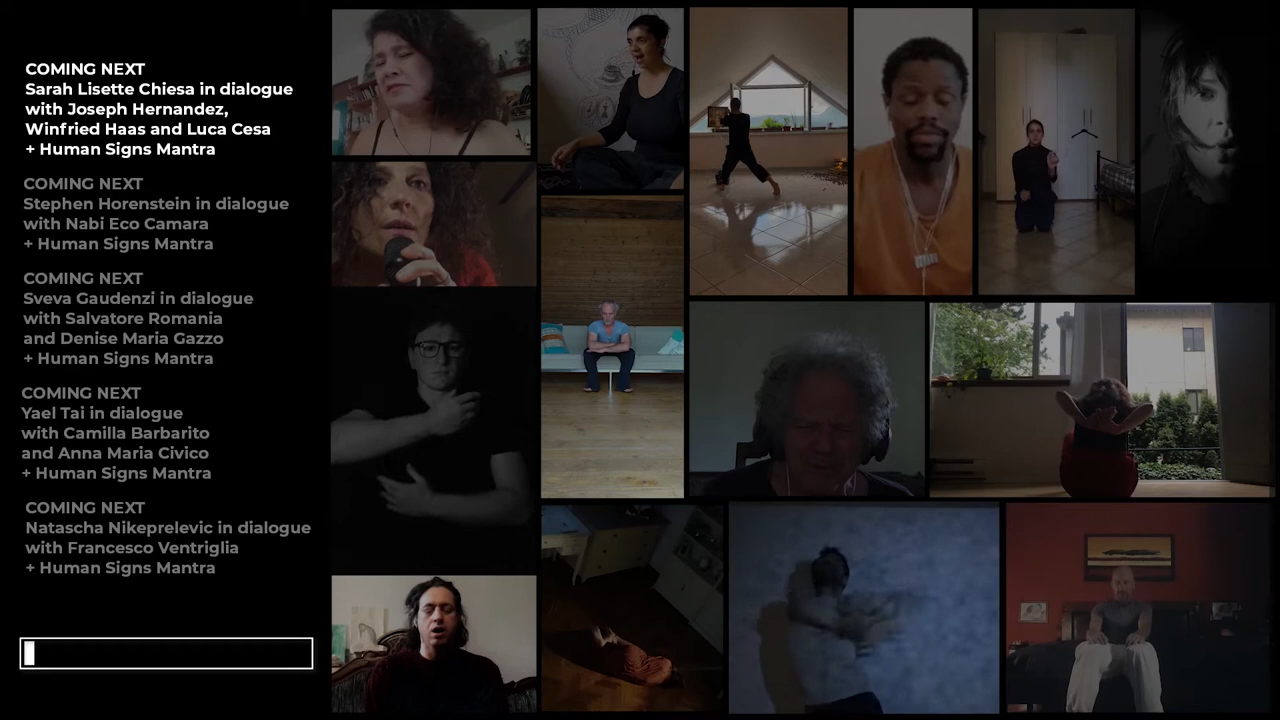 COMING NEXT
Sarah Lisette Chiesa in dialogue
with Joseph Hernandez,
Winfried Haas and Luca Cesa
+ Human Signs Mantra
COMING NEXT
Stephen Horenstein in dialogue
with Nabi Eco Camara
+ Human Signs Mantra
COMING NEXT
Sveva Gaudenzi in dialogue
with Salvatore Romania
and Denise Maria Gazzo
+ Human Signs Mantra
COMING NEXT
Yael Tai in dialogue
with Camilla Barbarito
and Anna Maria Civico
+ Human Signs Mantra
COMING NEXT
Natascha Nikeprelevic in dialogue
with Francesco Ventriglia
+ Human Signs Mantra